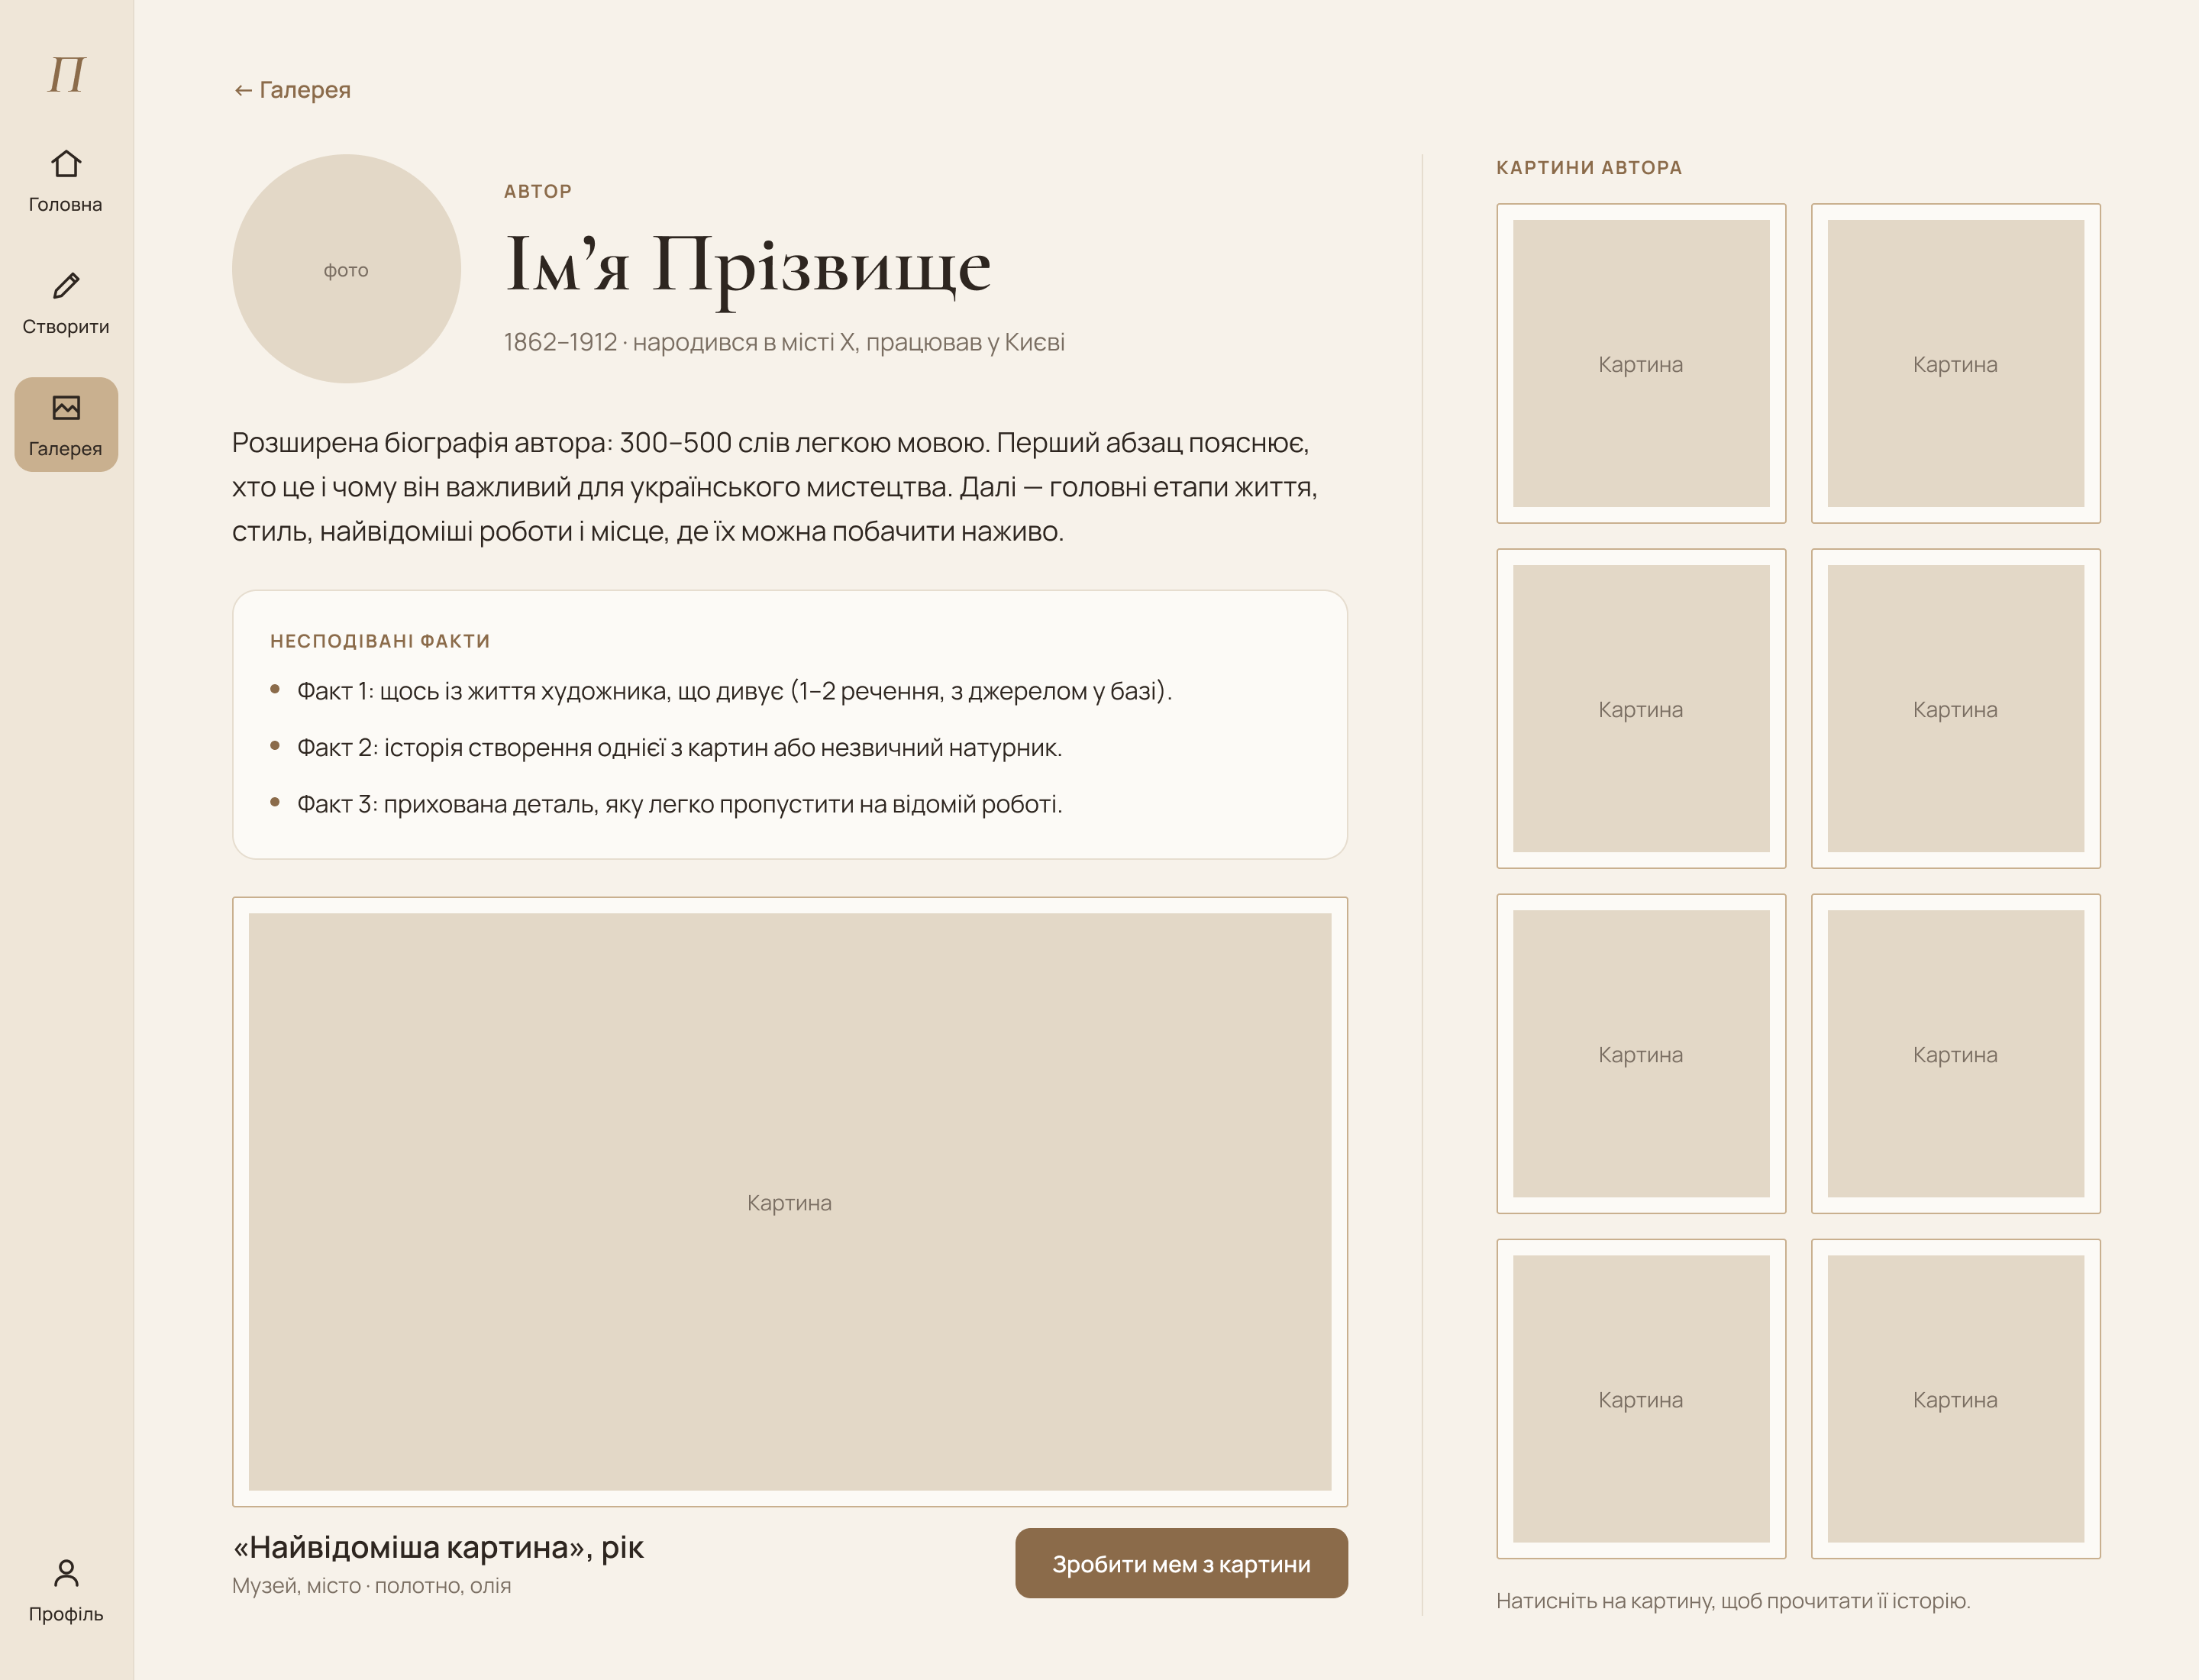 П
Головна
Створити
Галерея
Профіль
← Галерея
фото
АВТОР
Ім’я Прізвище
1862–1912 · народився в місті X, працював у Києві
Розширена біографія автора: 300–500 слів легкою мовою. Перший абзац пояснює,
хто це і чому він важливий для українського мистецтва. Далі — головні етапи життя,
стиль, найвідоміші роботи і місце, де їх можна побачити наживо.
НЕСПОДІВАНІ ФАКТИ
• Факт 1: щось із життя художника, що дивує (1–2 речення, з джерелом у базі).
• Факт 2: історія створення однієї з картин або незвичний натурник.
• Факт 3: прихована деталь, яку легко пропустити на відомій роботі.
Картина
«Найвідоміша картина», рік
Музей, місто · полотно, олія
Зробити мем з картини
КАРТИНИ АВТОРА
Картина
Картина
Картина
Картина
Картина
Картина
Картина
Картина
Натисніть на картину, щоб прочитати її історію.